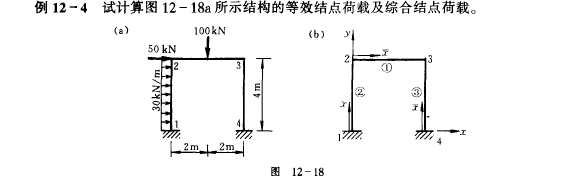 例 12-4 试计算图 12-18a 所示结构的等效结点荷载及综合结点荷载。
(a)
100kN
(b)
y
50 kN
2
3
2
x̄
3
①
30kN/m
4m
②
③
x̄
x̄
1
4
1
4
x
2m
2m
图 12-18